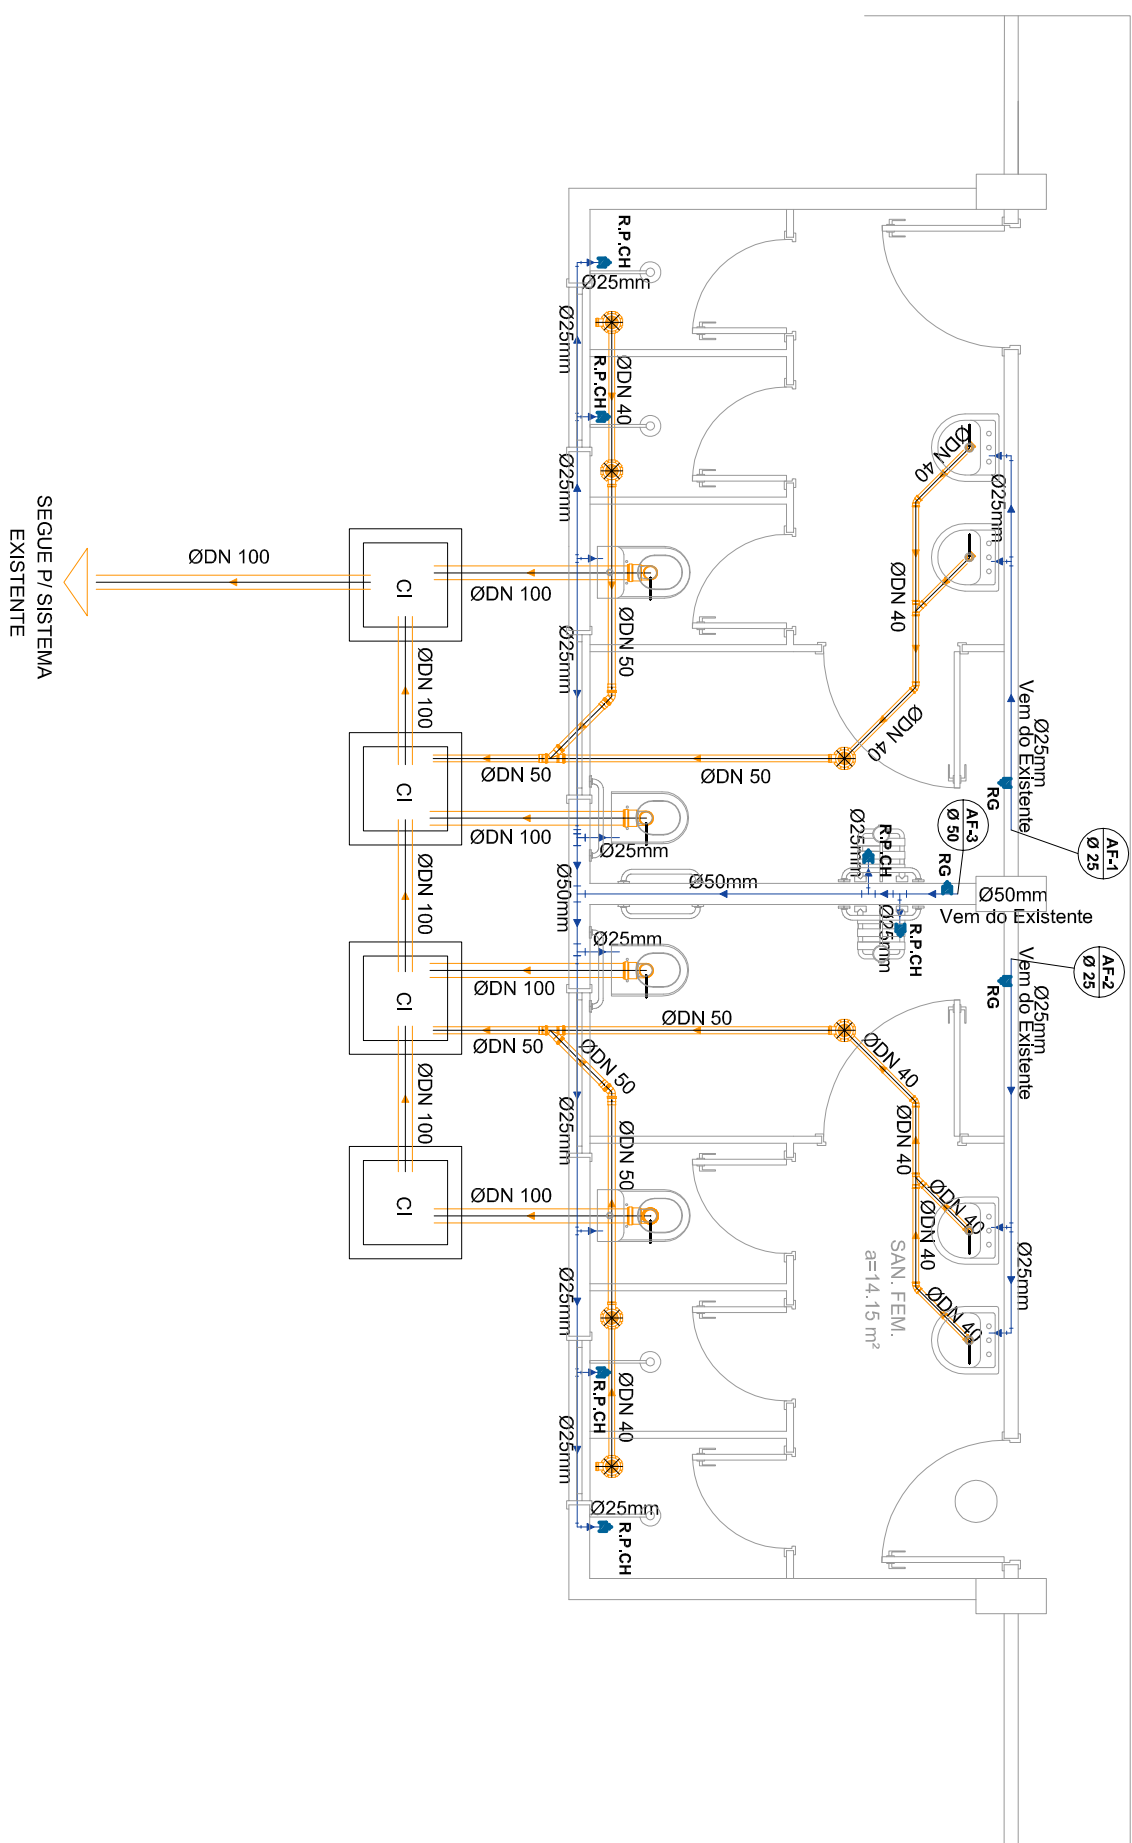 R.P.CH
Ø25mm
Ø25mm
ØDN 40
R.P.CH
ØDN 40
Ø25mm
Ø25mm
SEGUE P/ SISTEMA
EXISTENTE
ØDN 100
CI
ØDN 100
ØDN 40
Ø25mm
ØDN 50
ØDN 100
ØDN 40
Ø25mm
Vem do Existente
RG
CI
ØDN 50
ØDN 50
ØDN 100
Ø25mm
AF-1
Ø 25
AF-3
Ø 50
RG
R.P.CH
Ø25mm
ØDN 100
Ø50mm
Ø50mm
Ø50mm
Vem do Existente
Ø25mm
R.P.CH
Ø25mm
AF-2
Ø 25
RG
Ø25mm
Vem do Existente
CI
ØDN 100
ØDN 50
ØDN 50
ØDN 50
ØDN 40
ØDN 100
Ø25mm
ØDN 50
ØDN 40
CI
ØDN 100
ØDN 40
ØDN 40
SAN. FEM.
a=14.15 m²
Ø25mm
Ø25mm
ØDN 40
R.P.CH
ØDN 40
Ø25mm
Ø25mm
R.P.CH